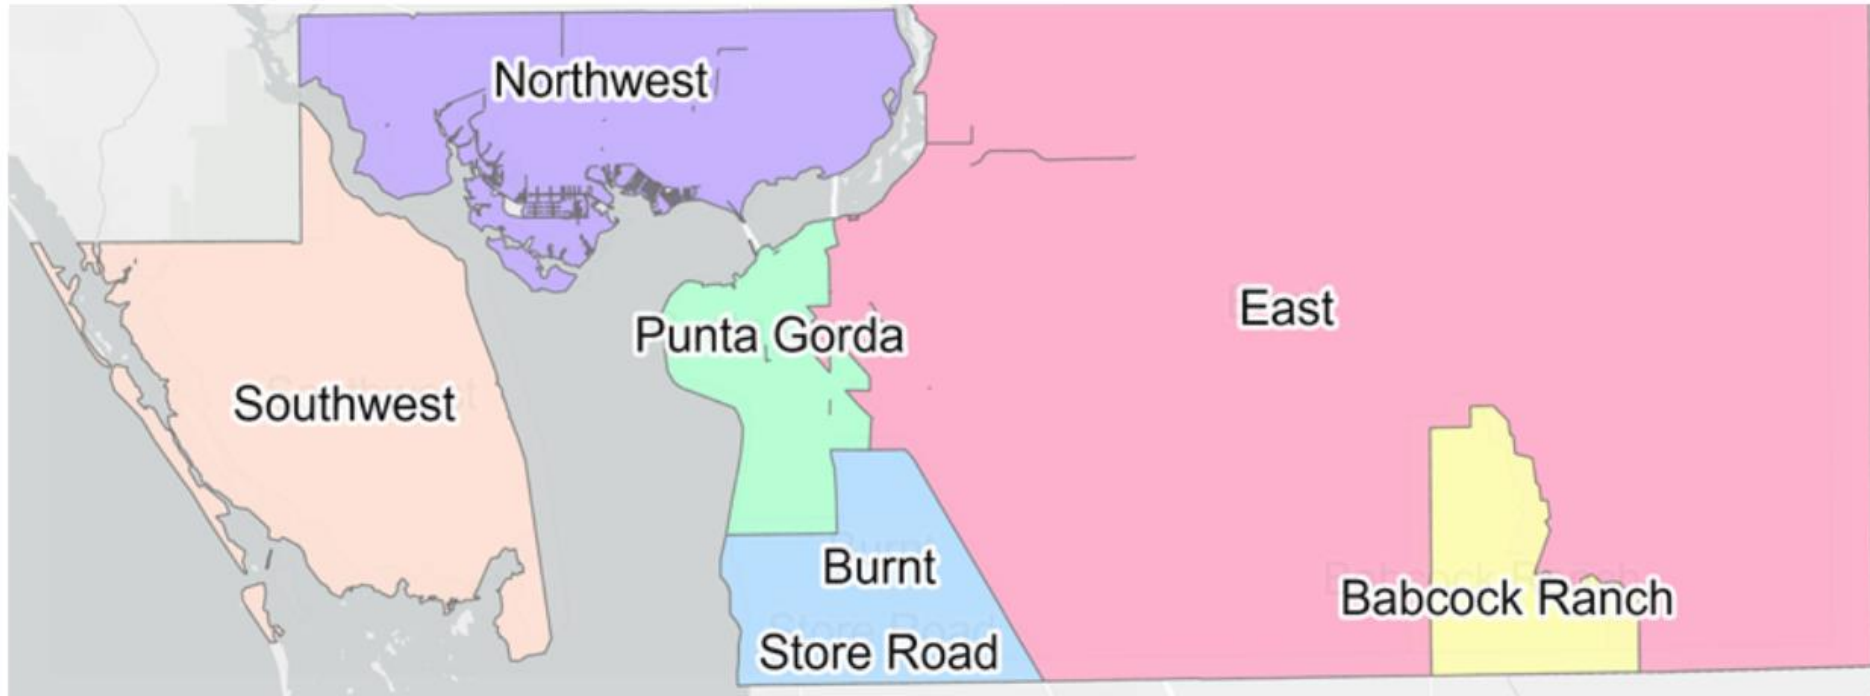 Northwest
East
Punta Gorda
Southwest
Burnt
Store Road
Babcock Ranch